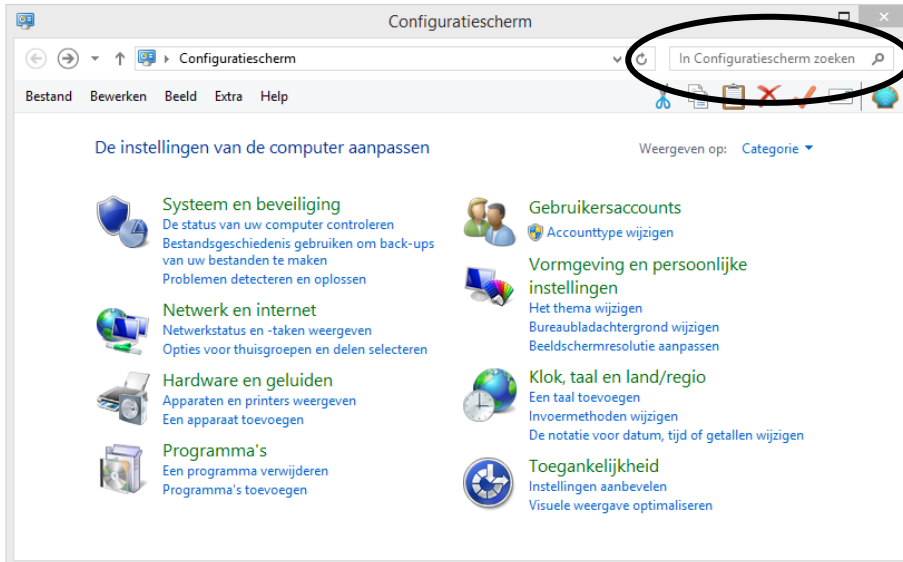 Configuratiescherm
Configuratiescherm
In Configuratiescherm zoeken
Bestand Bewerken Beeld Extra Help
De instellingen van de computer aanpassen
Weergeven op: Categorie
Systeem en beveiliging
De status van uw computer controleren
Bestandsgeschiedenis gebruiken om back-ups
van uw bestanden te maken
Problemen detecteren en oplossen
Netwerk en internet
Netwerkstatus en -taken weergeven
Opties voor thuisgroepen en delen selecteren
Hardware en geluiden
Apparaten en printers weergeven
Een apparaat toevoegen
Programma's
Een programma verwijderen
Programma's toevoegen
Gebruikersaccounts
Accounttype wijzigen
Vormgeving en persoonlijke
instellingen
Het thema wijzigen
Bureaubladachtergrond wijzigen
Beeldschermresolutie aanpassen
Klok, taal en land/regio
Een taal toevoegen
Invoermethoden wijzigen
De notatie voor datum, tijd of getallen wijzigen
Toegankelijkheid
Instellingen aanbevelen
Visuele weergave optimaliseren